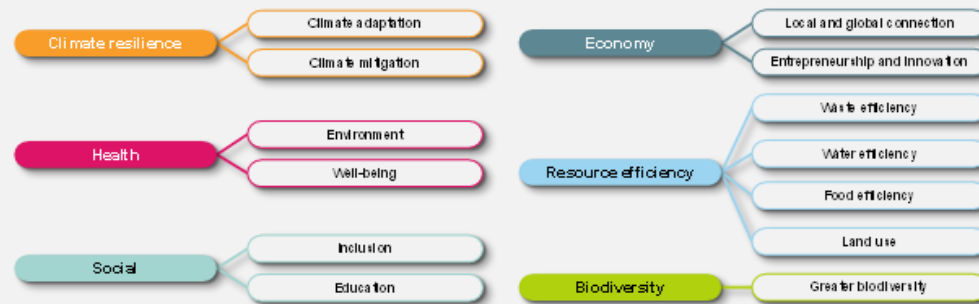 Climate resilience
Climate adaptation
Climate mitigation
Health
Environment
Well-being
Social
Inclusion
Education
Economy
Local and global connection
Entrepreneurship and innovation
Resource efficiency
Waste efficiency
Water efficiency
Food efficiency
Land use
Biodiversity
Greater biodiversity